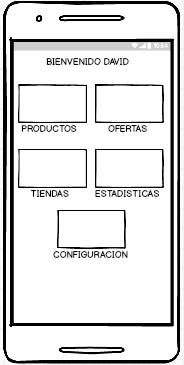 10:54
BIENVENIDO DAVID
PRODUCTOS OFERTAS
TIENDAS ESTADISTICAS
CONFIGURACION